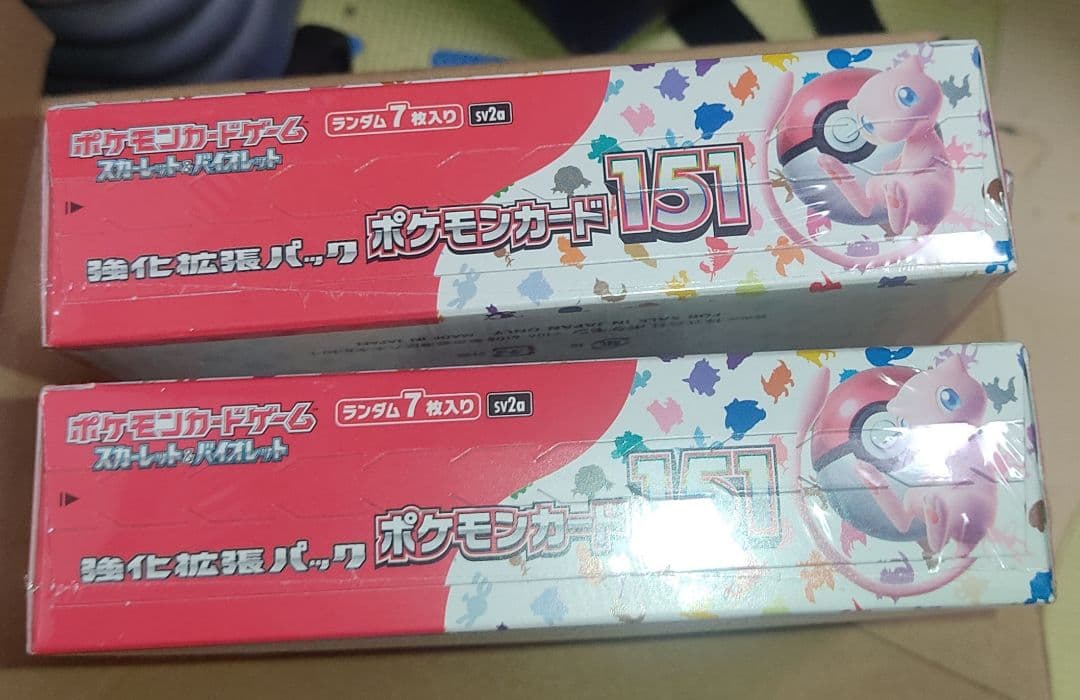 ポケモンカードゲーム
スカーレット&バイオレット
ランダム7枚入り sv2a
強化拡張パック ポケモンカード151
FOR SALE IN JAPAN ONLY
MADE IN JAPAN
ポケモンカードゲーム
スカーレット&バイオレット
ランダム7枚入り sv2a
強化拡張パック ポケモンカード151